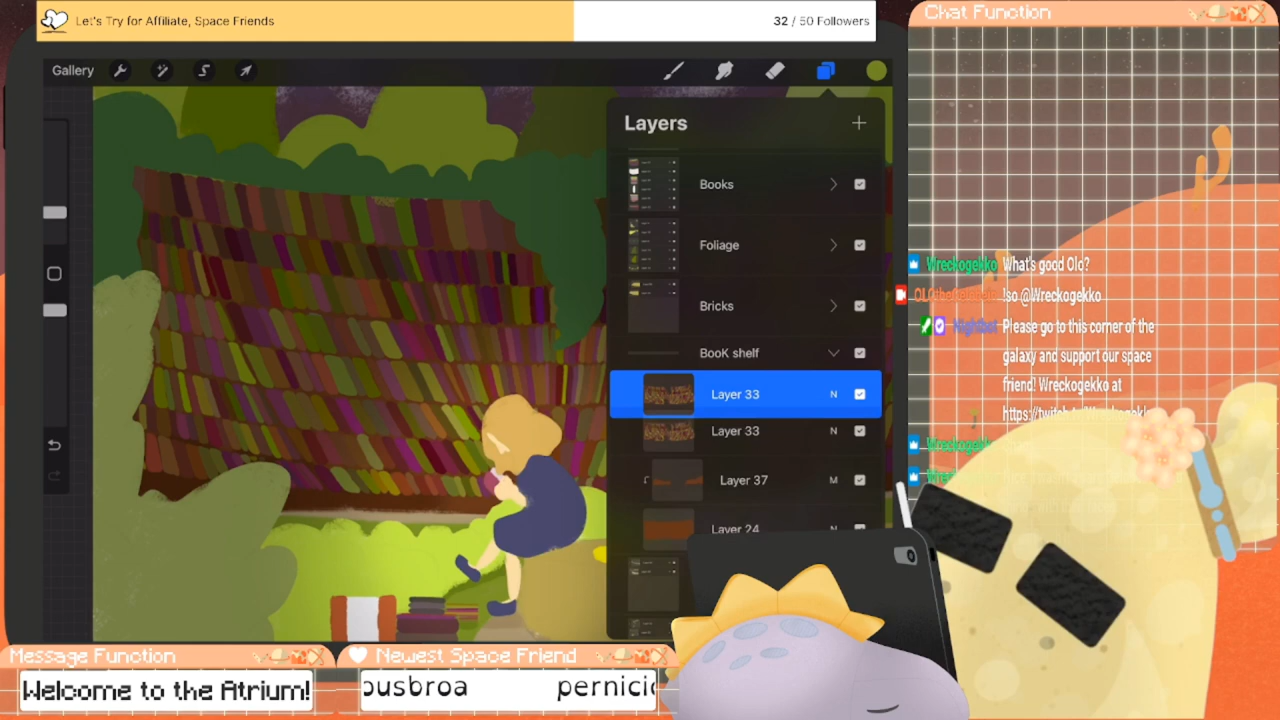 Let's Try for Affiliate, Space Friends
32 / 50 Followers
Chat Function
Gallery
Layers
Books
Foliage
Bricks
BooK shelf
Layer 33 N
Layer 33 N
Layer 37 M
Layer 24 N
Wreckogekko What's good Olo?
!so @Wreckogekko
Nightbot Please go to this corner of the
galaxy and support our space
friend! Wreckogekko at
Message Function
Newest Space Friend
Welcome to the Atrium!